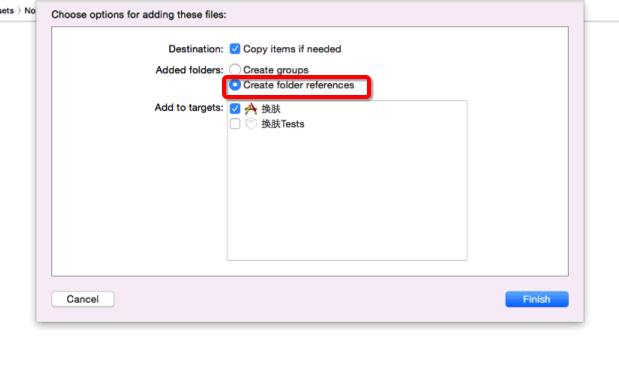 sets 〉No
Choose options for adding these files:
Destination: Copy items if needed
Added folders: Create groups
Create folder references
Add to targets: 换肤
换肤Tests
Cancel Finish